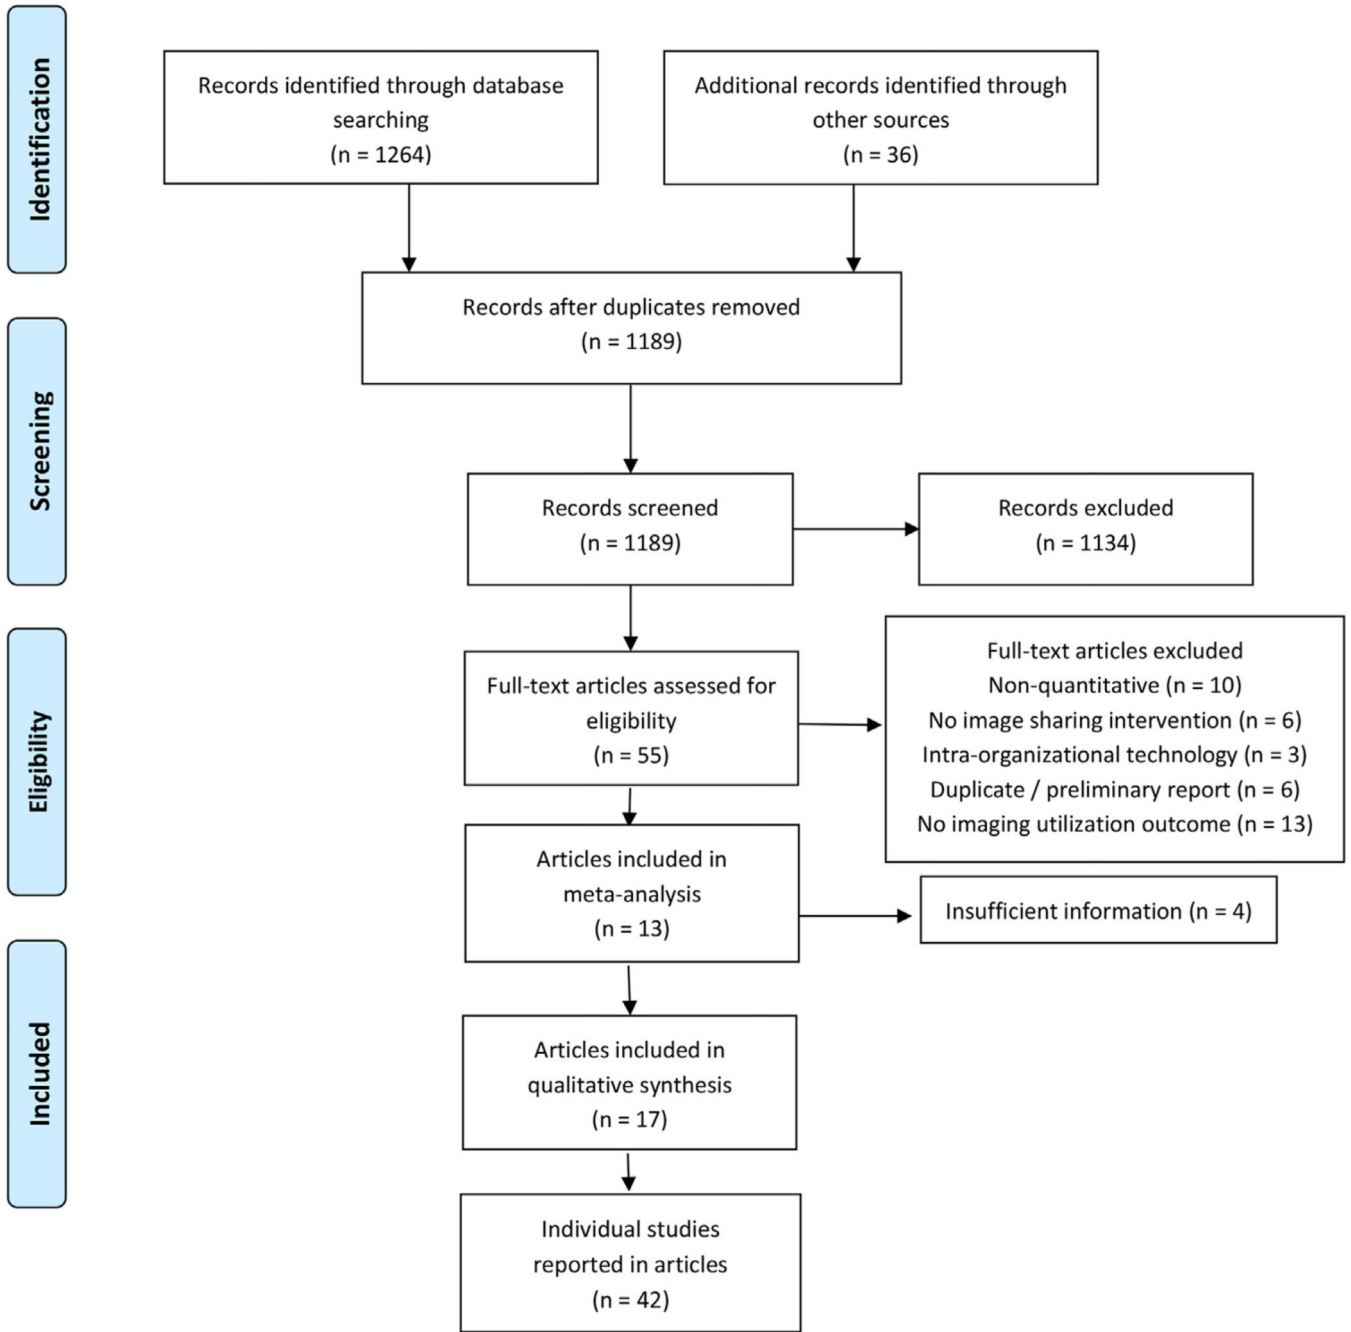 Identification
Records identified through database
searching
(n = 1264)
Additional records identified through
other sources
(n = 36)
Records after duplicates removed
(n = 1189)
Screening
Records screened
(n = 1189)
Records excluded
(n = 1134)
Eligibility
Full-text articles assessed for
eligibility
(n = 55)
Full-text articles excluded
Non-quantitative (n = 10)
No image sharing intervention (n = 6)
Intra-organizational technology (n = 3)
Duplicate / preliminary report (n = 6)
No imaging utilization outcome (n = 13)
Articles included in
meta-analysis
(n = 13)
Insufficient information (n = 4)
Included
Articles included in
qualitative synthesis
(n = 17)
Individual studies
reported in articles
(n = 42)